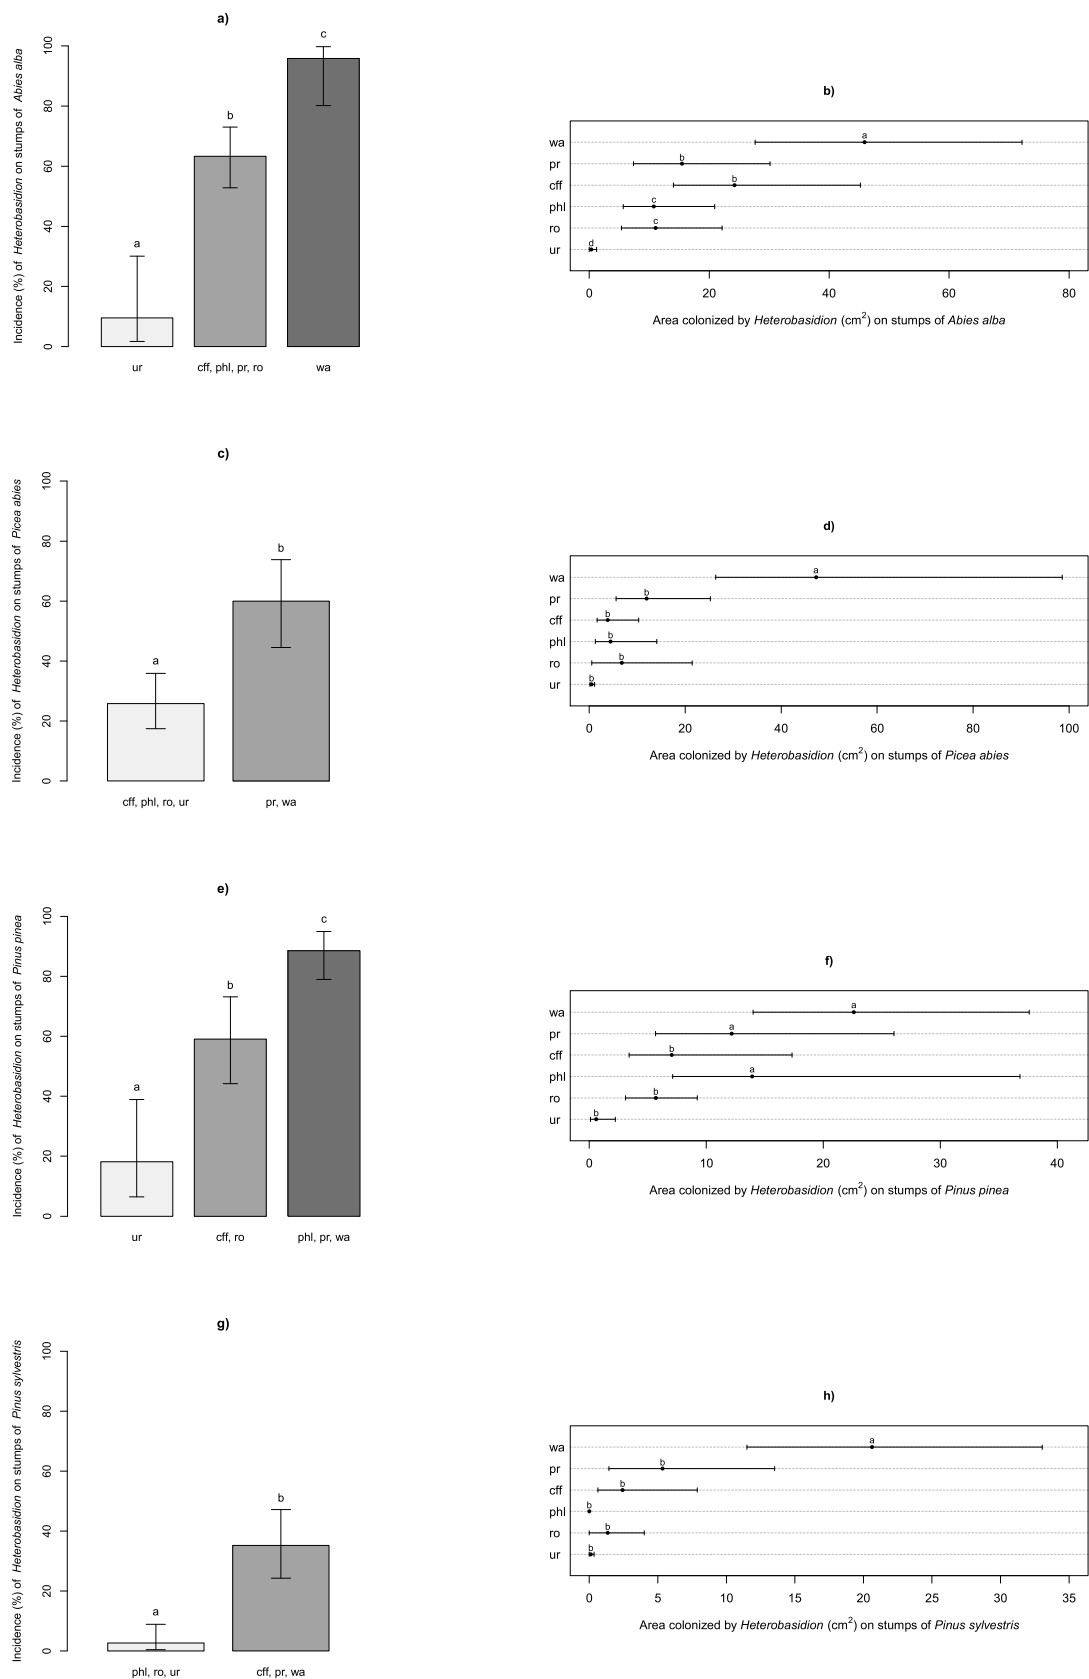 a)
Incidence (%) of Heterobasidion on stumps of Abies alba
0 20 40 60 80 100
a
b
c
ur
cff, phl, pr, ro
wa
b)
wa
pr
cff
phl
ro
ur
a
b
b
c
c
d
0 20 40 60 80
Area colonized by Heterobasidion (cm2) on stumps of Abies alba
c)
Incidence (%) of Heterobasidion on stumps of Picea abies
0 20 40 60 80 100
a
b
cff, phl, ro, ur
pr, wa
d)
wa
pr
cff
phl
ro
ur
a
b
b
b
b
b
0 20 40 60 80 100
Area colonized by Heterobasidion (cm2) on stumps of Picea abies
e)
Incidence (%) of Heterobasidion on stumps of Pinus pinea
0 20 40 60 80 100
a
b
c
ur
cff, ro
phl, pr, wa
f)
wa
pr
cff
phl
ro
ur
a
a
b
a
b
b
0 10 20 30 40
Area colonized by Heterobasidion (cm2) on stumps of Pinus pinea
g)
Incidence (%) of Heterobasidion on stumps of Pinus sylvestris
0 20 40 60 80 100
a
b
phl, ro, ur
cff, pr, wa
h)
wa
pr
cff
phl
ro
ur
a
b
b
b
b
b
0 5 10 15 20 25 30 35
Area colonized by Heterobasidion (cm2) on stumps of Pinus sylvestris